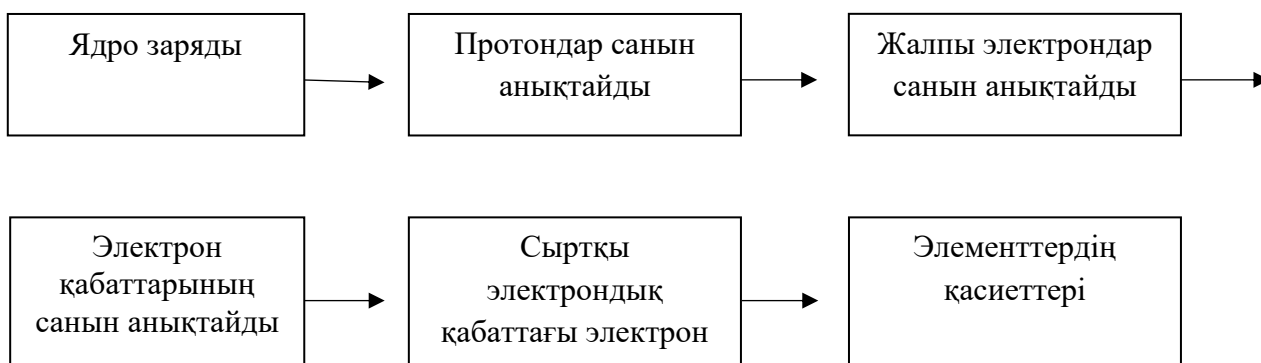 Ядро заряды
Протондар санын
анықтайды
Жалпы электрондар
санын анықтайды
Электрон
қабаттарының
санын анықтайды
Сыртқы
электрондық
қабаттағы электрон
Элементтердің
қасиеттері